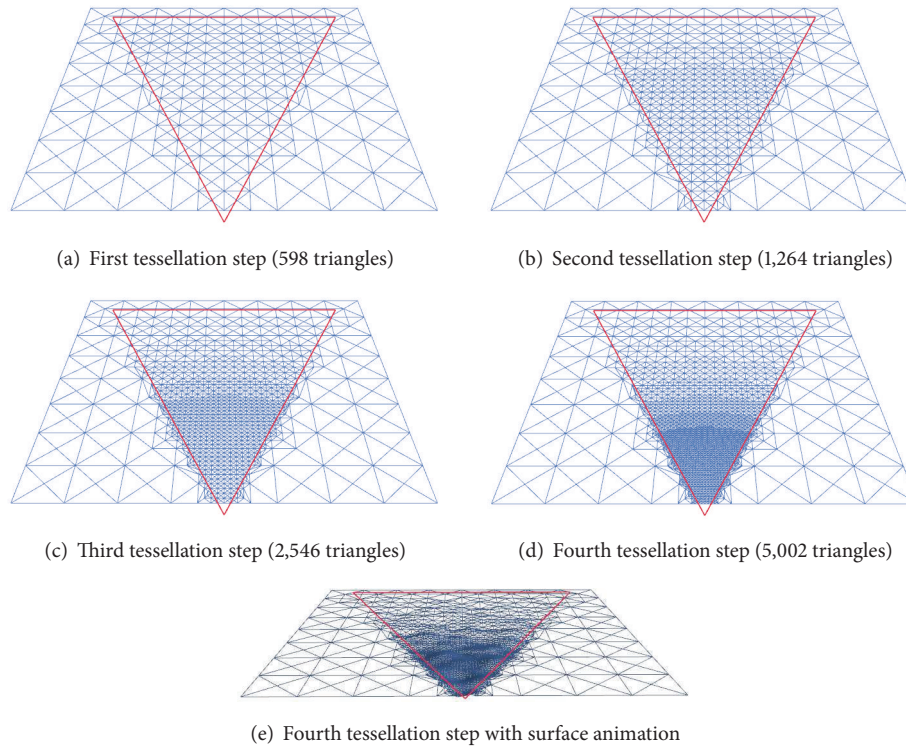 (a) First tessellation step (598 triangles)
(b) Second tessellation step (1,264 triangles)
(c) Third tessellation step (2,546 triangles)
(d) Fourth tessellation step (5,002 triangles)
(e) Fourth tessellation step with surface animation